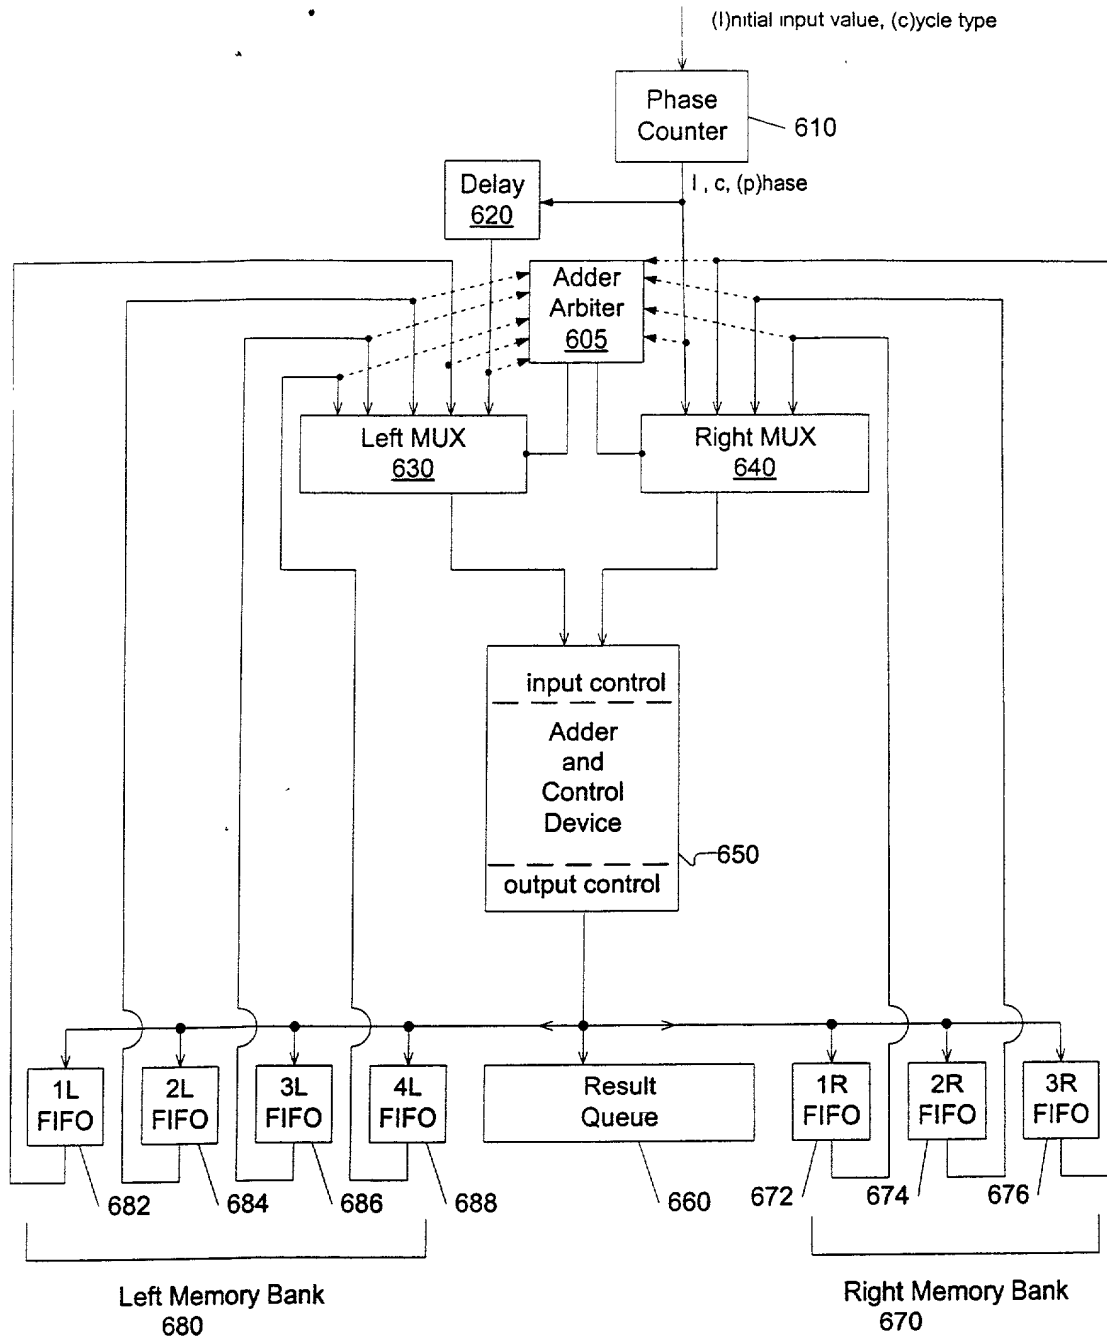 (I)nitial input value, (c)ycle type
Phase
Counter
610
I , c, (p)hase
Delay
620
Adder
Arbiter
605
Left MUX
630
Right MUX
640
input control
Adder
and
Control
Device
650
output control
1L
FIFO
2L
FIFO
3L
FIFO
4L
FIFO
Result
Queue
1R
FIFO
2R
FIFO
3R
FIFO
682
684
686
688
660
672
674
676
Left Memory Bank
680
Right Memory Bank
670